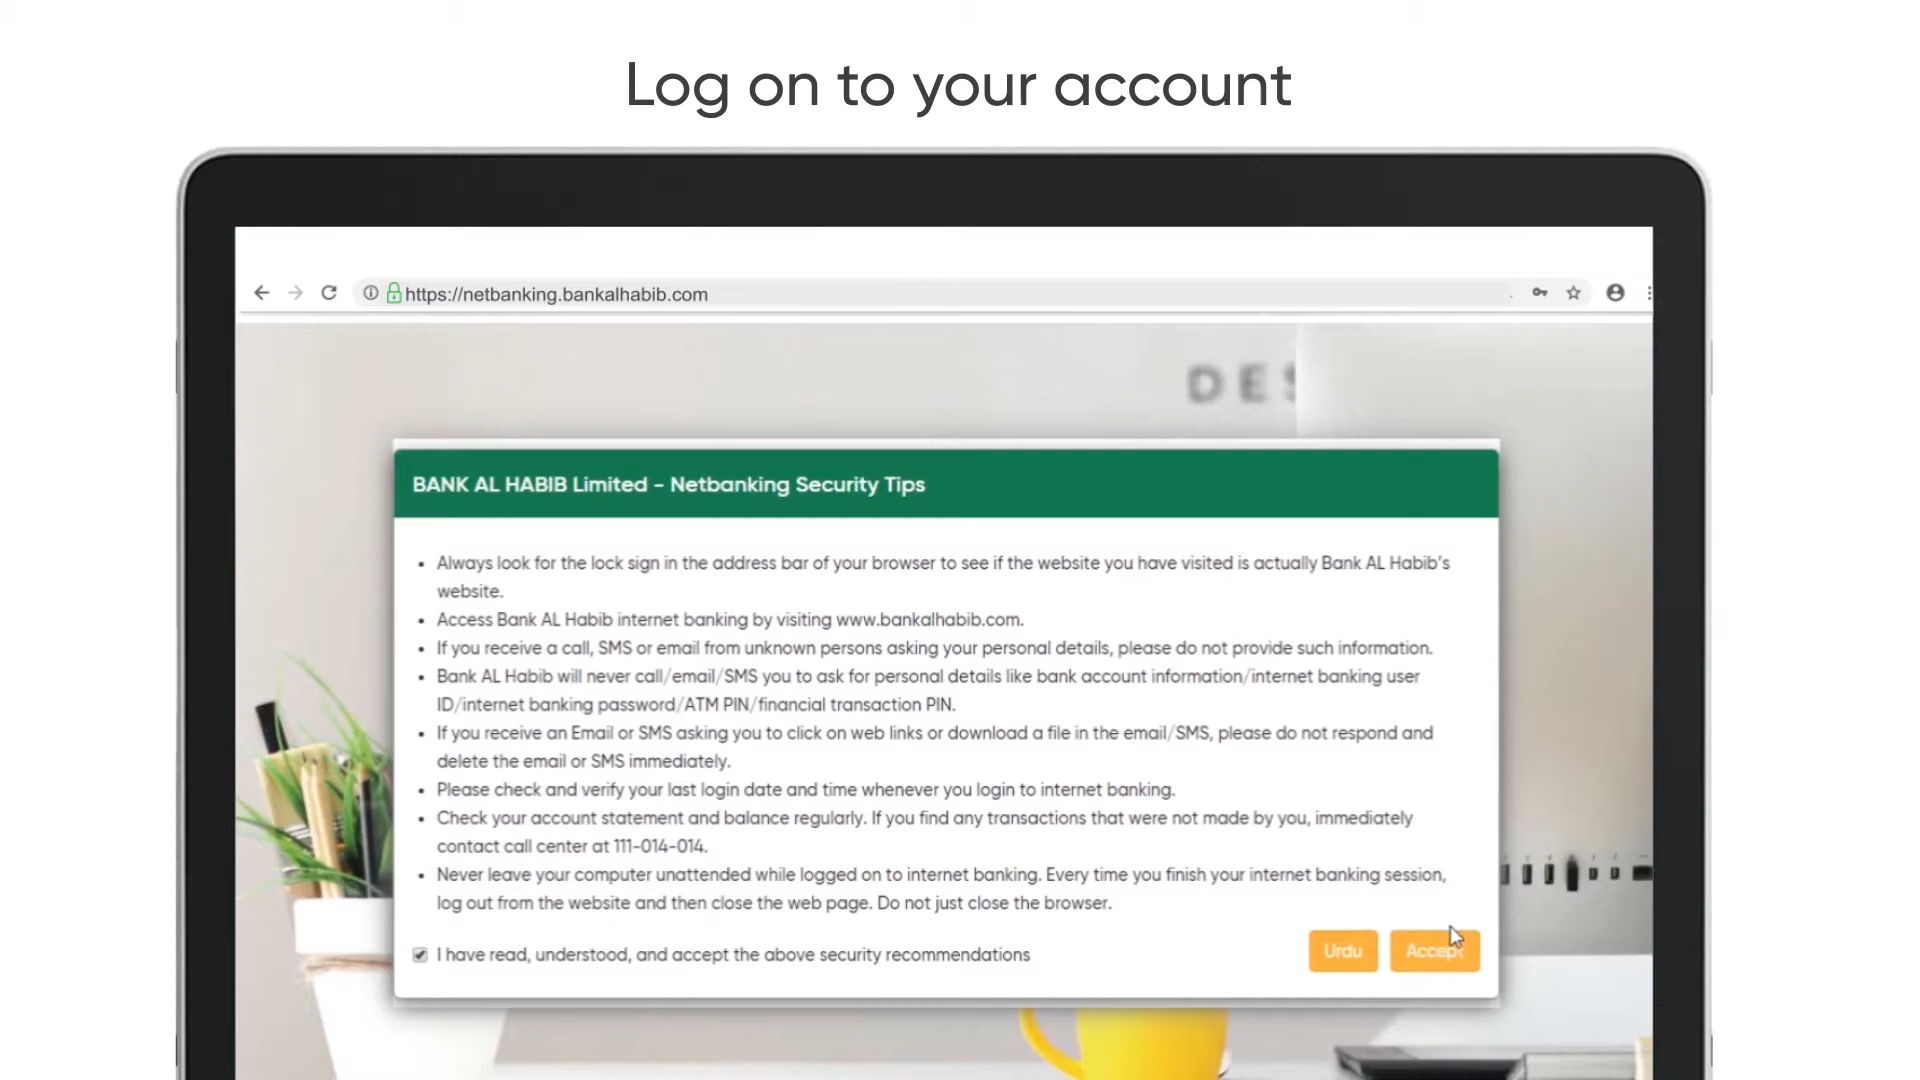 Log on to your account
https://netbanking.bankalhabib.com
DES
BANK AL HABIB Limited - Netbanking Security Tips
• Always look for the lock sign in the address bar of your browser to see if the website you have visited is actually Bank AL Habib's
website.
• Access Bank AL Habib internet banking by visiting www.bankalhabib.com.
• If you receive a call, SMS or email from unknown persons asking your personal details, please do not provide such information.
• Bank AL Habib will never call/email/SMS you to ask for personal details like bank account information/internet banking user
ID/internet banking password/ATM PIN/financial transaction PIN.
• If you receive an Email or SMS asking you to click on web links or download a file in the email/SMS, please do not respond and
delete the email or SMS immediately.
• Please check and verify your last login date and time whenever you login to internet banking.
• Check your account statement and balance regularly. If you find any transactions that were not made by you, immediately
contact call center at 111-014-014.
• Never leave your computer unattended while logged on to internet banking. Every time you finish your internet banking session,
log out from the website and then close the web page. Do not just close the browser.
I have read, understood, and accept the above security recommendations
Urdu
Accept